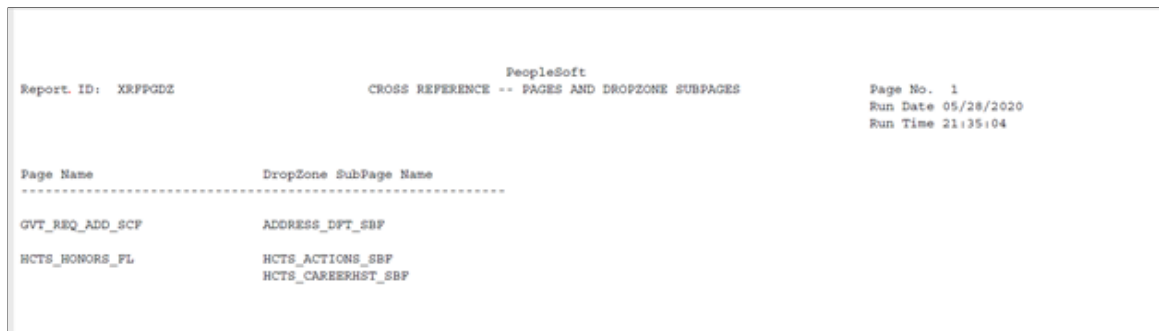 PeopleSoft
Report ID: XRFPGDZ CROSS REFERENCE -- PAGES AND DROPZONE SUBPAGES Page No. 1
Run Date 05/28/2020
Run Time 21:35:04
Page Name DropZone SubPage Name
------------------------------------------------------------
GVT_REQ_ADD_SCF ADDRESS_DFT_SBF
HCTS_HONORS_FL HCTS_ACTIONS_SBF
HCTS_CAREERHST_SBF